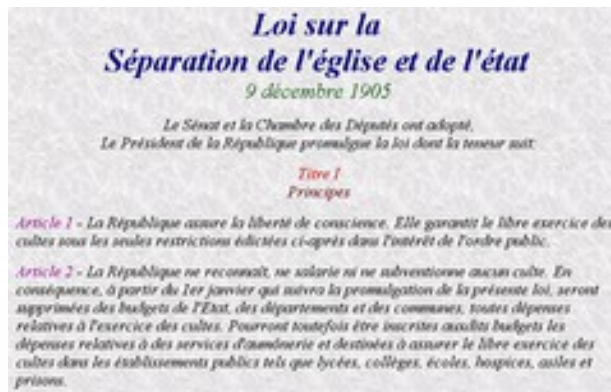 Loi sur la
Séparation de l'église et de l'état
9 décembre 1905
Le Sénat et la Chambre des Députés ont adopté,
Le Président de la République promulgue la loi dont la teneur suit:
Titre I
Principes
Article 1 - La République assure la liberté de conscience. Elle garantit le libre exercice des
cultes sous les seules restrictions édictées ci-après dans l'intérêt de l'ordre public.
Article 2 - La République ne reconnaît, ne salarie ni ne subventionne aucun culte. En
conséquence, à partir du 1er janvier qui suivra la promulgation de la présente loi, seront
supprimées des budgets de l'Etat, des départements et des communes, toutes dépenses
relatives à l'exercice des cultes. Pourront toutefois être inscrites auxdits budgets les
dépenses relatives à des services d'aumônerie et destinées à assurer le libre exercice des
cultes dans les établissements publics tels que lycées, collèges, écoles, hospices, asiles et
prisons.